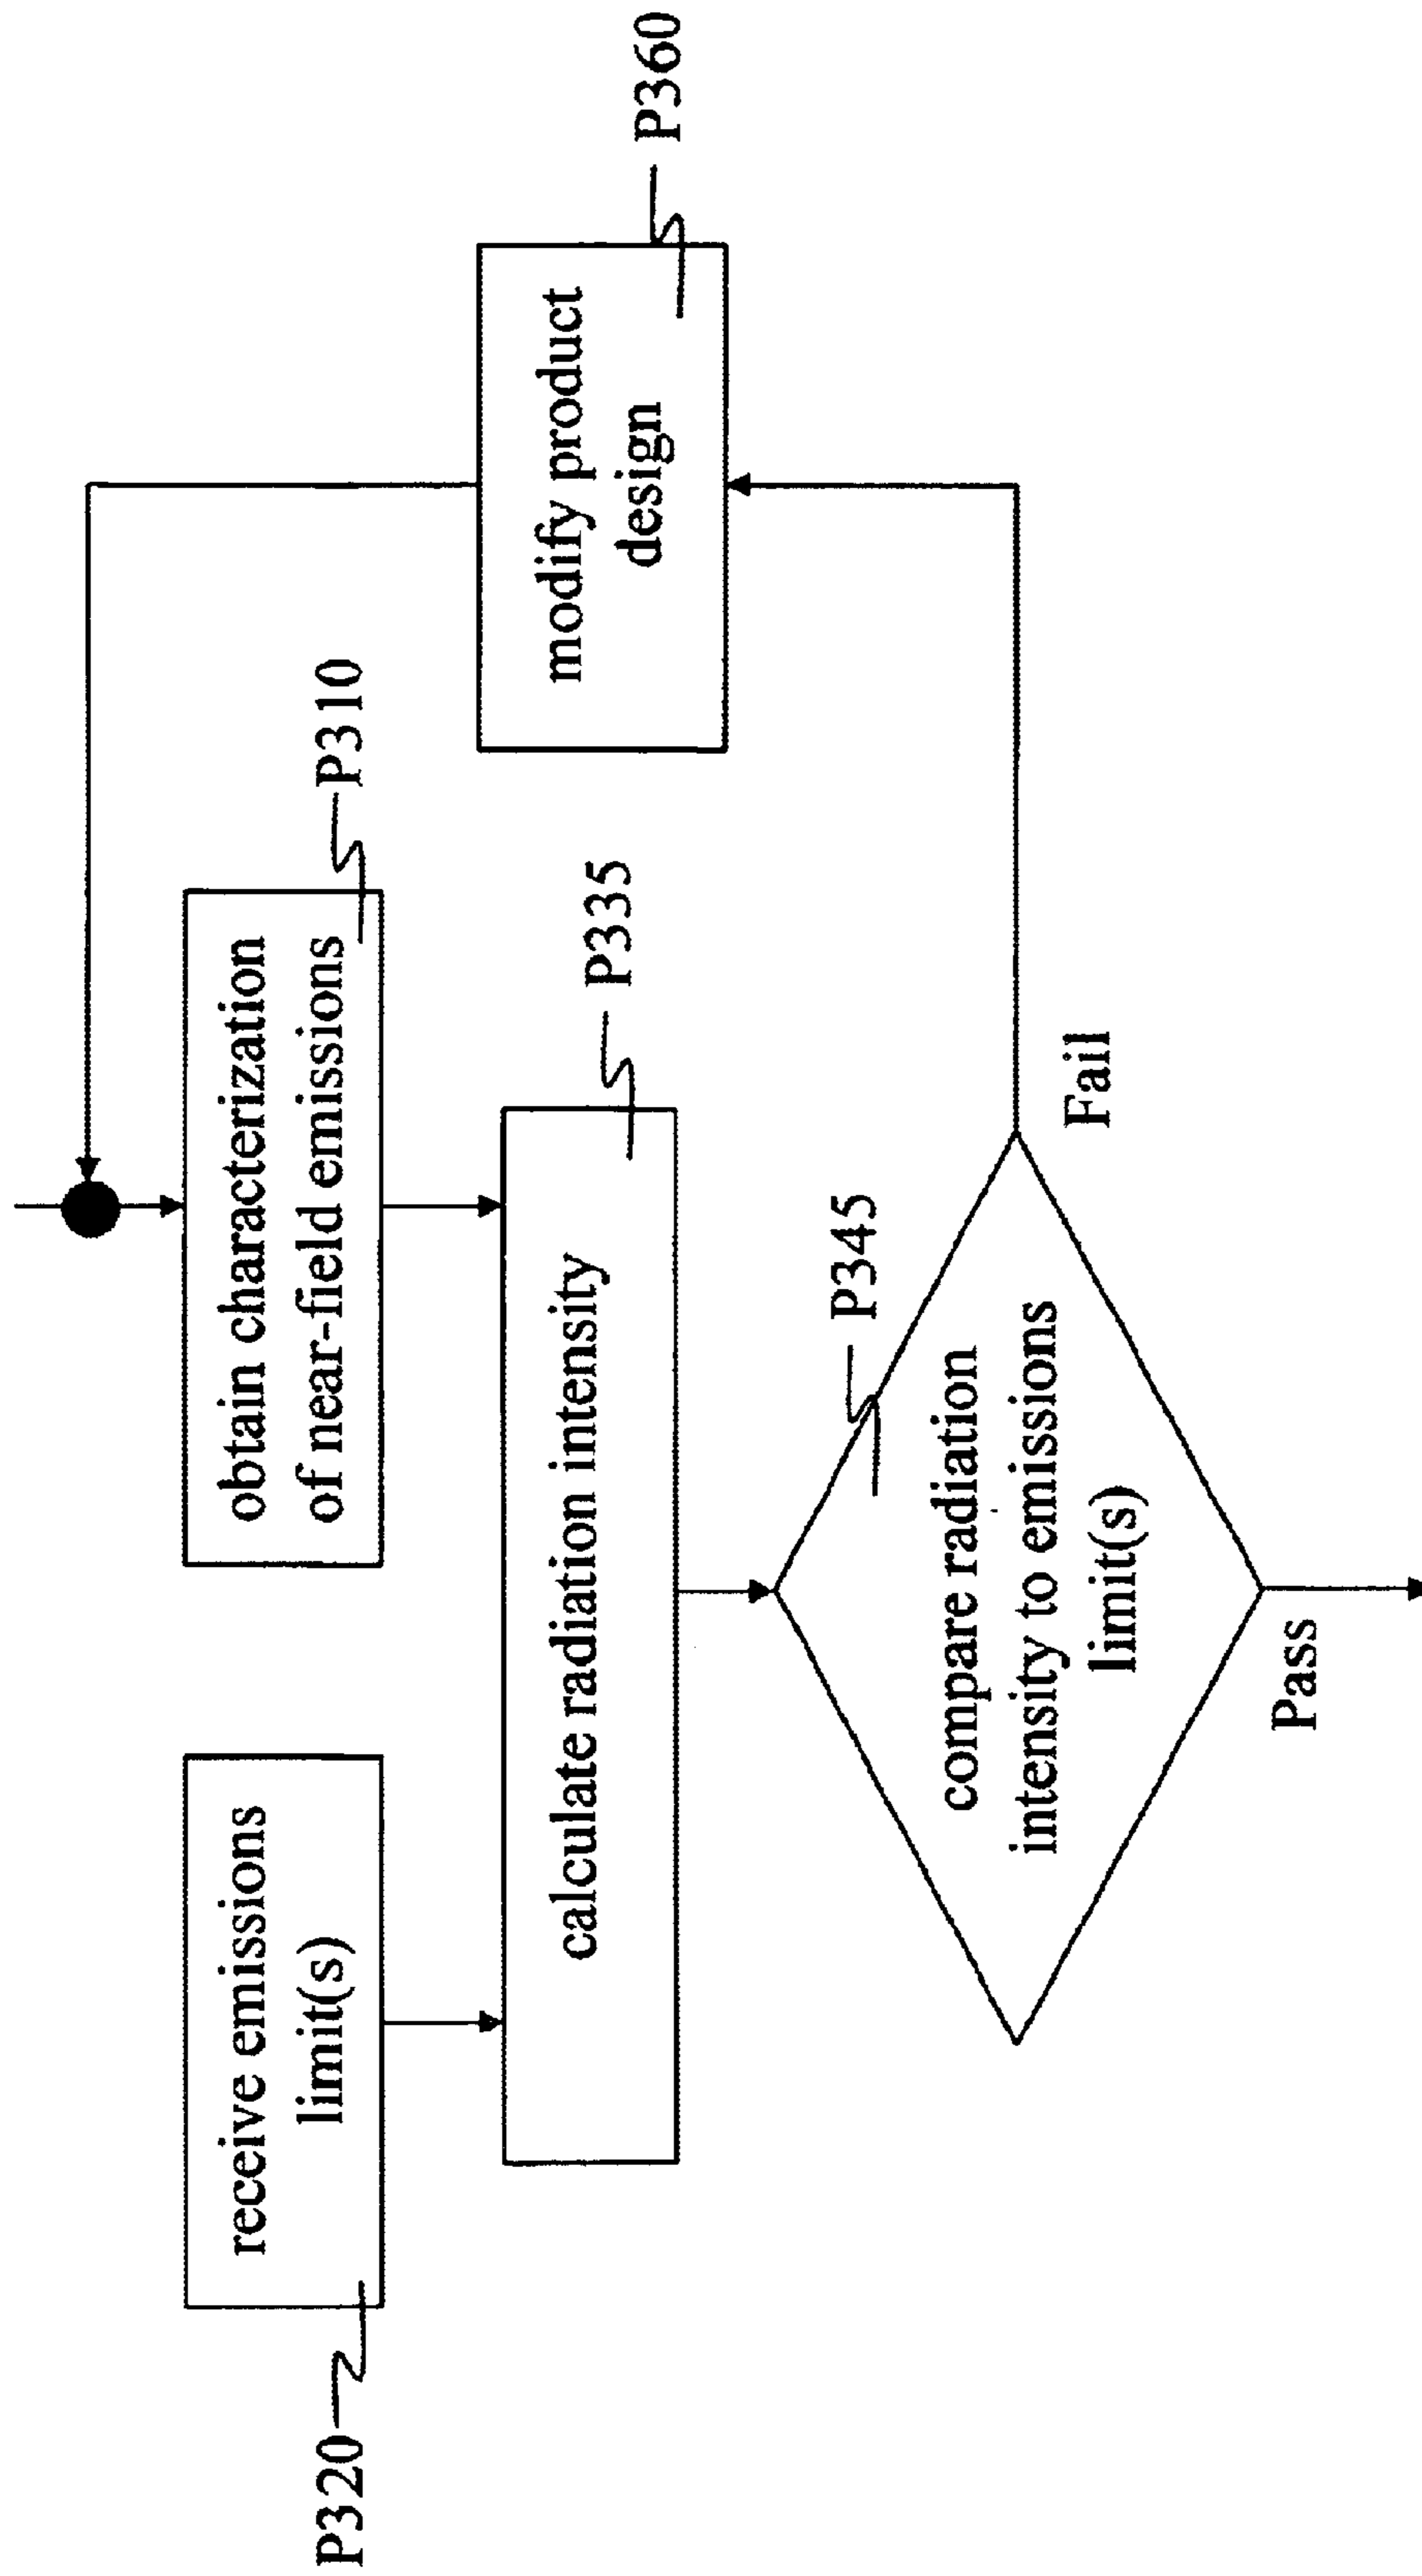 P320
receive emissions
limit(s)
obtain characterization
of near-field emissions
P310
calculate radiation intensity
P335
modify product
design
P360
compare radiation
intensity to emissions
limit(s)
P345
Fail
Pass